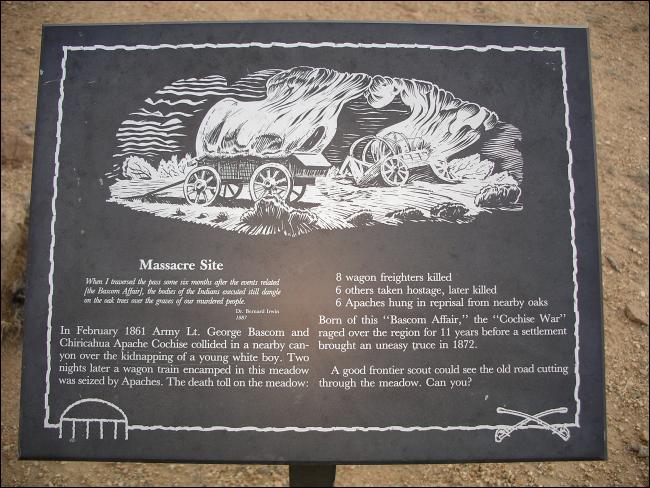 Massacre Site
When I traversed the pass some six months after the events related
[the Bascom Affair], the bodies of the Indians executed still dangle
on the oak trees over the graves of our murdered people.
Dr. Bernard Irwin
1887
In February 1861 Army Lt. George Bascom and
Chiricahua Apache Cochise collided in a nearby can-
yon over the kidnapping of a young white boy. Two
nights later a wagon train encamped in this meadow
was seized by Apaches. The death toll on the meadow:
8 wagon freighters killed
6 others taken hostage, later killed
6 Apaches hung in reprisal from nearby oaks
Born of this "Bascom Affair," the "Cochise War"
raged over the region for 11 years before a settlement
brought an uneasy truce in 1872.
A good frontier scout could see the old road cutting
through the meadow. Can you?